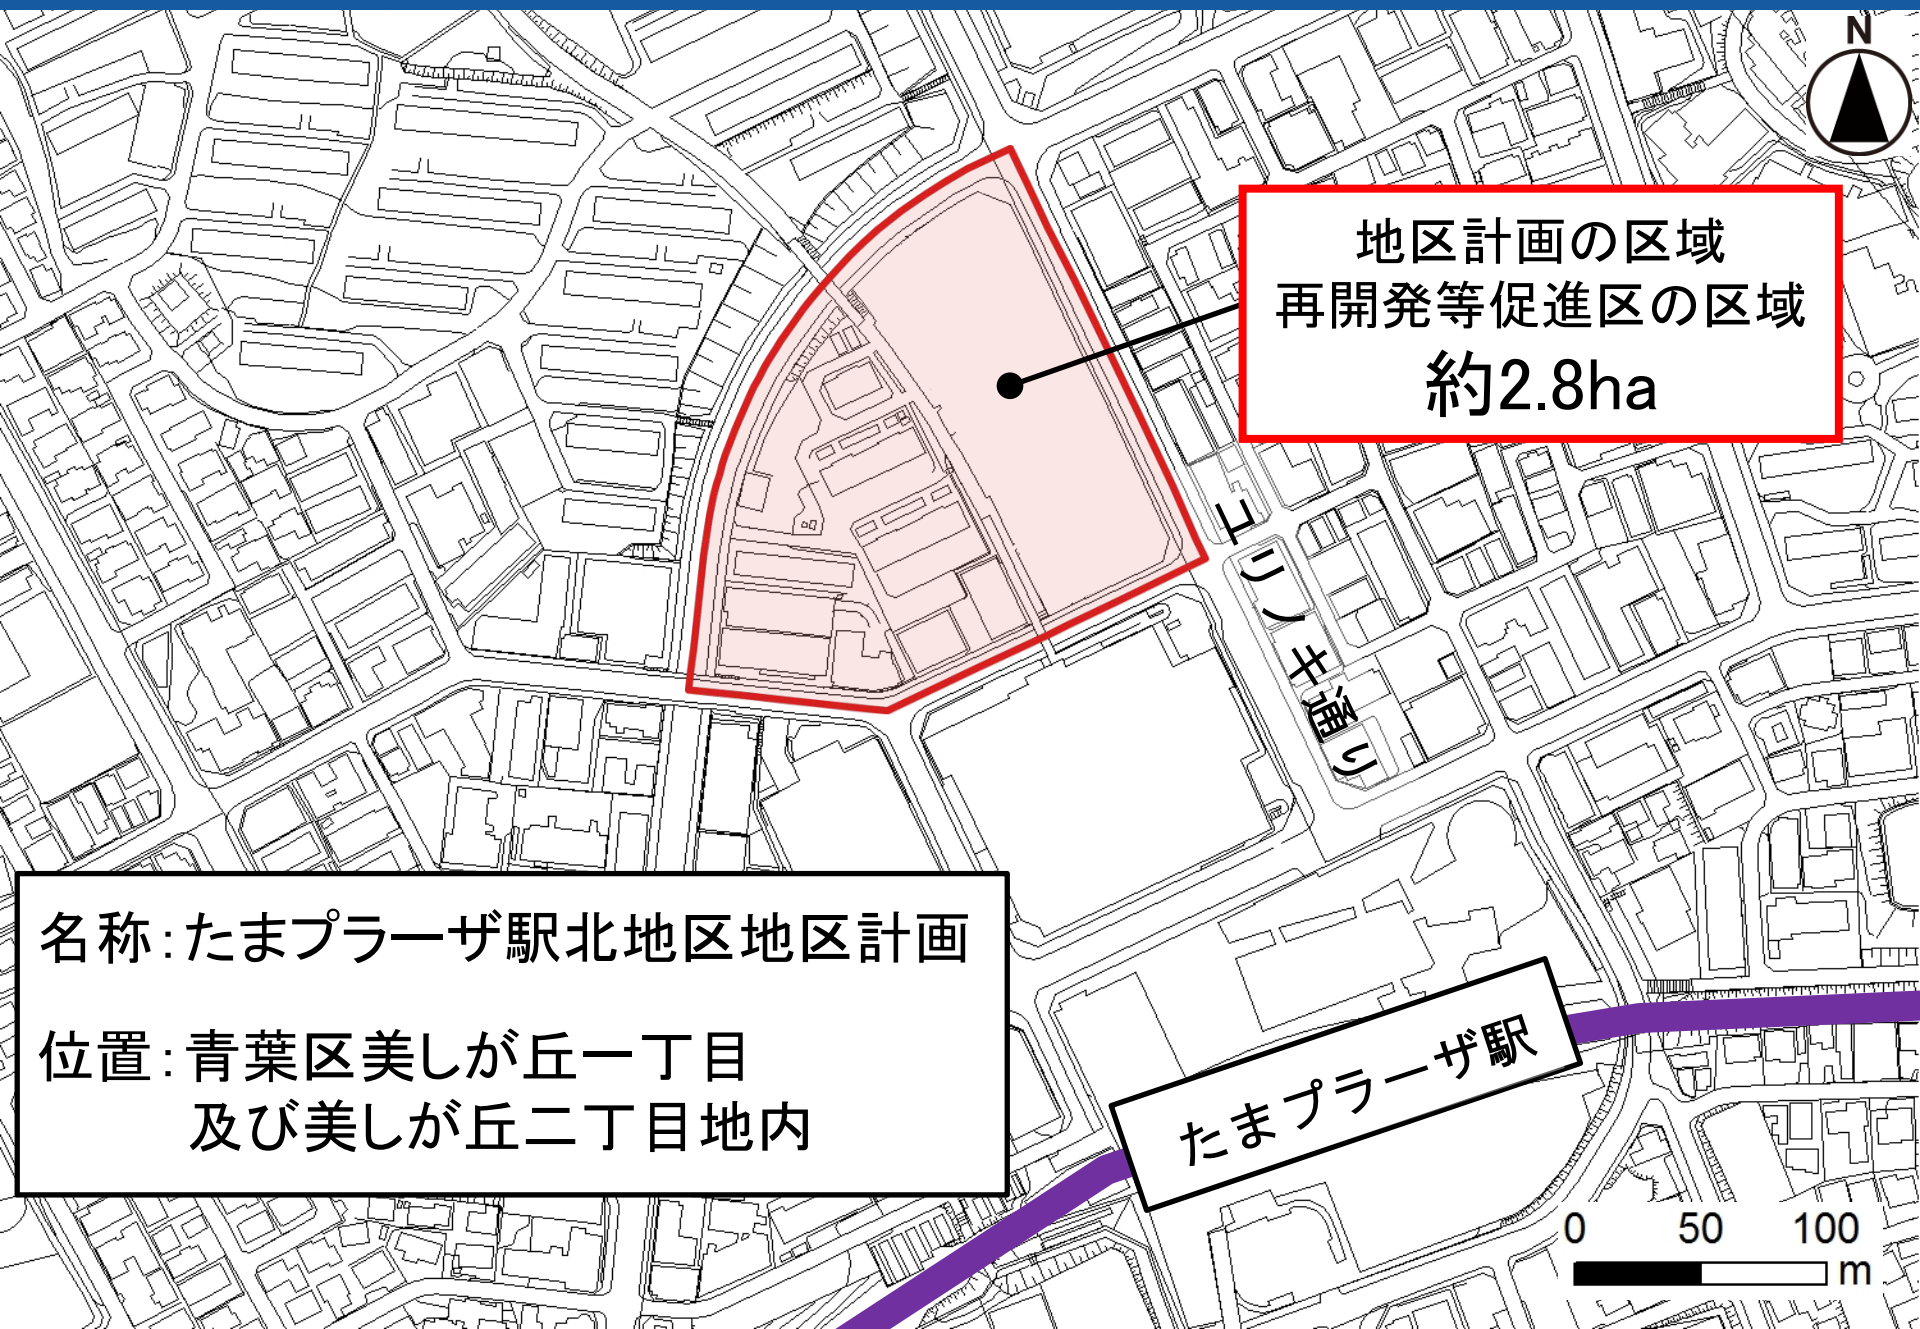 N
地区計画の区域
再開発等促進区の区域
約2.8ha
ユリノキ通り
名称:たまプラーザ駅北地区地区計画
位置:青葉区美しが丘一丁目
及び美しが丘二丁目地内
たまプラーザ駅
0 50 100
m